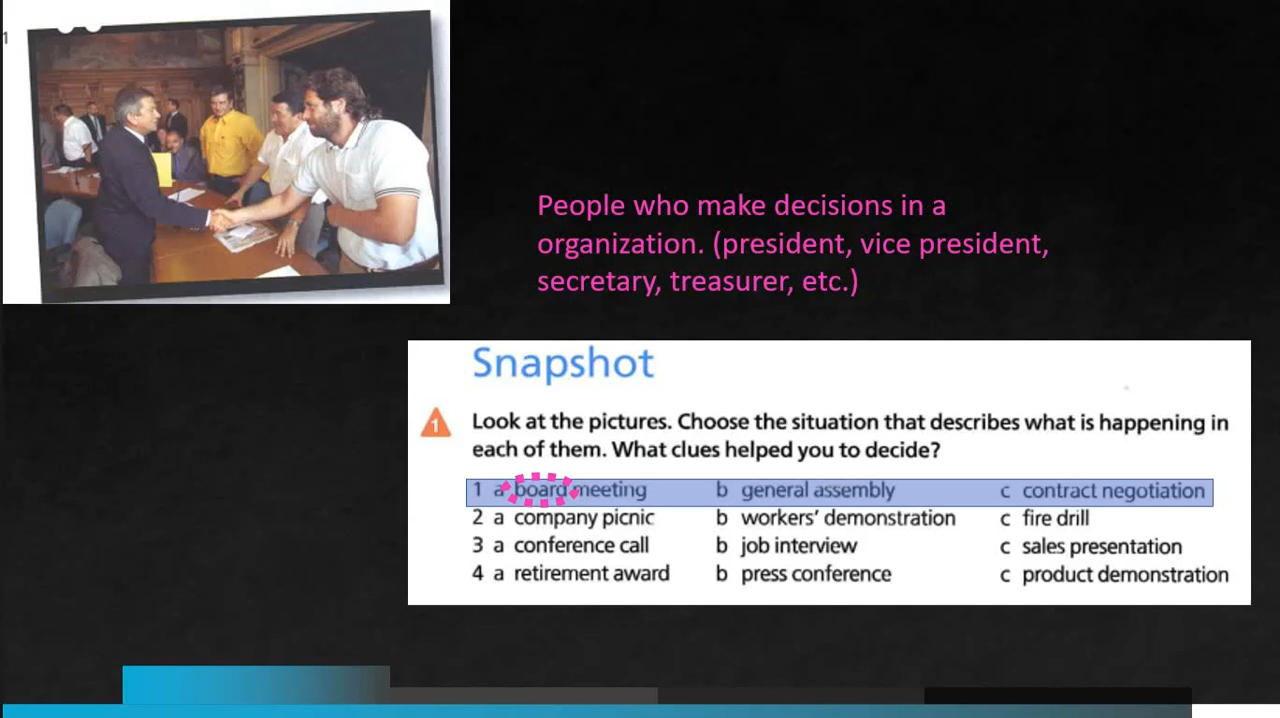 1
People who make decisions in a
organization. (president, vice president,
secretary, treasurer, etc.)
Snapshot
1 Look at the pictures. Choose the situation that describes what is happening in
each of them. What clues helped you to decide?
1 a board meeting b general assembly c contract negotiation
2 a company picnic b workers' demonstration c fire drill
3 a conference call b job interview c sales presentation
4 a retirement award b press conference c product demonstration